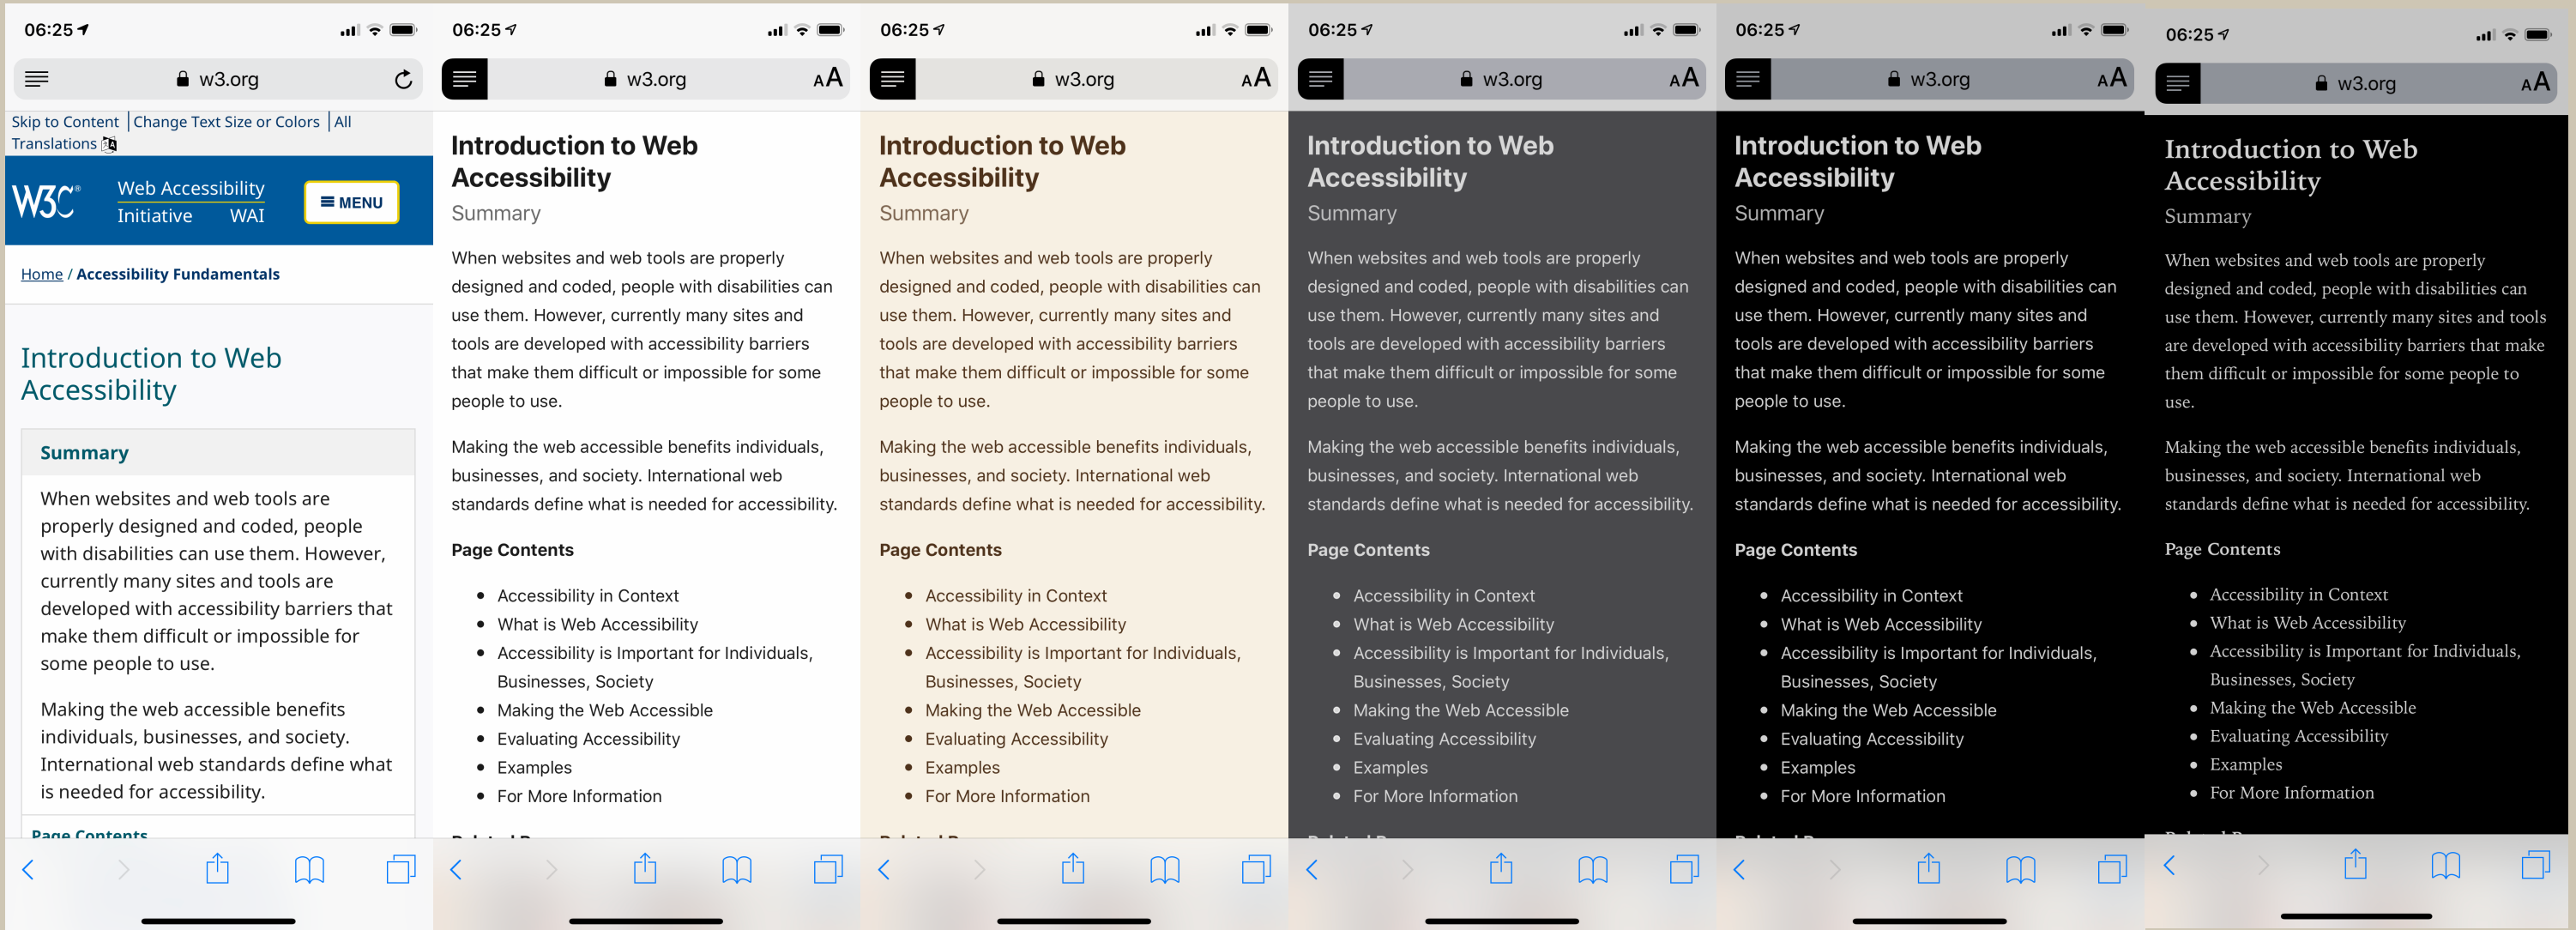 06:25
w3.org
Skip to Content | Change Text Size or Colors | All
Translations
W3C®
Web Accessibility
Initiative WAI
MENU
Home / Accessibility Fundamentals
Introduction to Web
Accessibility
Summary
When websites and web tools are
properly designed and coded, people
with disabilities can use them. However,
currently many sites and tools are
developed with accessibility barriers that
make them difficult or impossible for
some people to use.
Making the web accessible benefits
individuals, businesses, and society.
International web standards define what
is needed for accessibility.
Page Contents
06:25
w3.org
AA
Introduction to Web
Accessibility
Summary
When websites and web tools are properly
designed and coded, people with disabilities can
use them. However, currently many sites and
tools are developed with accessibility barriers
that make them difficult or impossible for some
people to use.
Making the web accessible benefits individuals,
businesses, and society. International web
standards define what is needed for accessibility.
Page Contents
• Accessibility in Context
• What is Web Accessibility
• Accessibility is Important for Individuals,
Businesses, Society
• Making the Web Accessible
• Evaluating Accessibility
• Examples
• For More Information
06:25
w3.org
AA
Introduction to Web
Accessibility
Summary
When websites and web tools are properly
designed and coded, people with disabilities can
use them. However, currently many sites and
tools are developed with accessibility barriers
that make them difficult or impossible for some
people to use.
Making the web accessible benefits individuals,
businesses, and society. International web
standards define what is needed for accessibility.
Page Contents
• Accessibility in Context
• What is Web Accessibility
• Accessibility is Important for Individuals,
Businesses, Society
• Making the Web Accessible
• Evaluating Accessibility
• Examples
• For More Information
06:25
w3.org
AA
Introduction to Web
Accessibility
Summary
When websites and web tools are properly
designed and coded, people with disabilities can
use them. However, currently many sites and
tools are developed with accessibility barriers
that make them difficult or impossible for some
people to use.
Making the web accessible benefits individuals,
businesses, and society. International web
standards define what is needed for accessibility.
Page Contents
• Accessibility in Context
• What is Web Accessibility
• Accessibility is Important for Individuals,
Businesses, Society
• Making the Web Accessible
• Evaluating Accessibility
• Examples
• For More Information
06:25
w3.org
AA
Introduction to Web
Accessibility
Summary
When websites and web tools are properly
designed and coded, people with disabilities can
use them. However, currently many sites and
tools are developed with accessibility barriers
that make them difficult or impossible for some
people to use.
Making the web accessible benefits individuals,
businesses, and society. International web
standards define what is needed for accessibility.
Page Contents
• Accessibility in Context
• What is Web Accessibility
• Accessibility is Important for Individuals,
Businesses, Society
• Making the Web Accessible
• Evaluating Accessibility
• Examples
• For More Information
06:25
w3.org
AA
Introduction to Web
Accessibility
Summary
When websites and web tools are properly
designed and coded, people with disabilities can
use them. However, currently many sites and tools
are developed with accessibility barriers that make
them difficult or impossible for some people to
use.
Making the web accessible benefits individuals,
businesses, and society. International web
standards define what is needed for accessibility.
Page Contents
• Accessibility in Context
• What is Web Accessibility
• Accessibility is Important for Individuals,
Businesses, Society
• Making the Web Accessible
• Evaluating Accessibility
• Examples
• For More Information